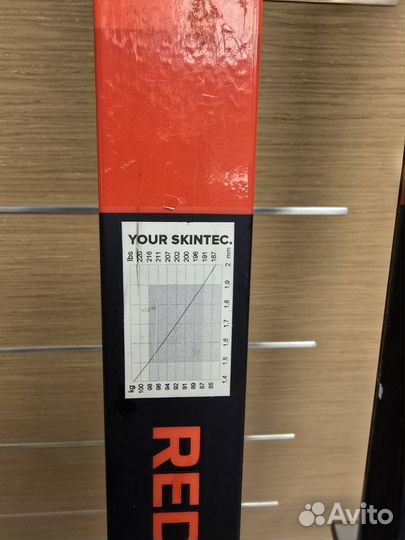 YOUR SKINTEC.
lbs 220 216 211 207 202 200 196 191 187
2 mm
1,9
1,8
1,7
1,6
1,5
1,4
kg 100 98 96 94 92 91 89 87 85
RED
Avito